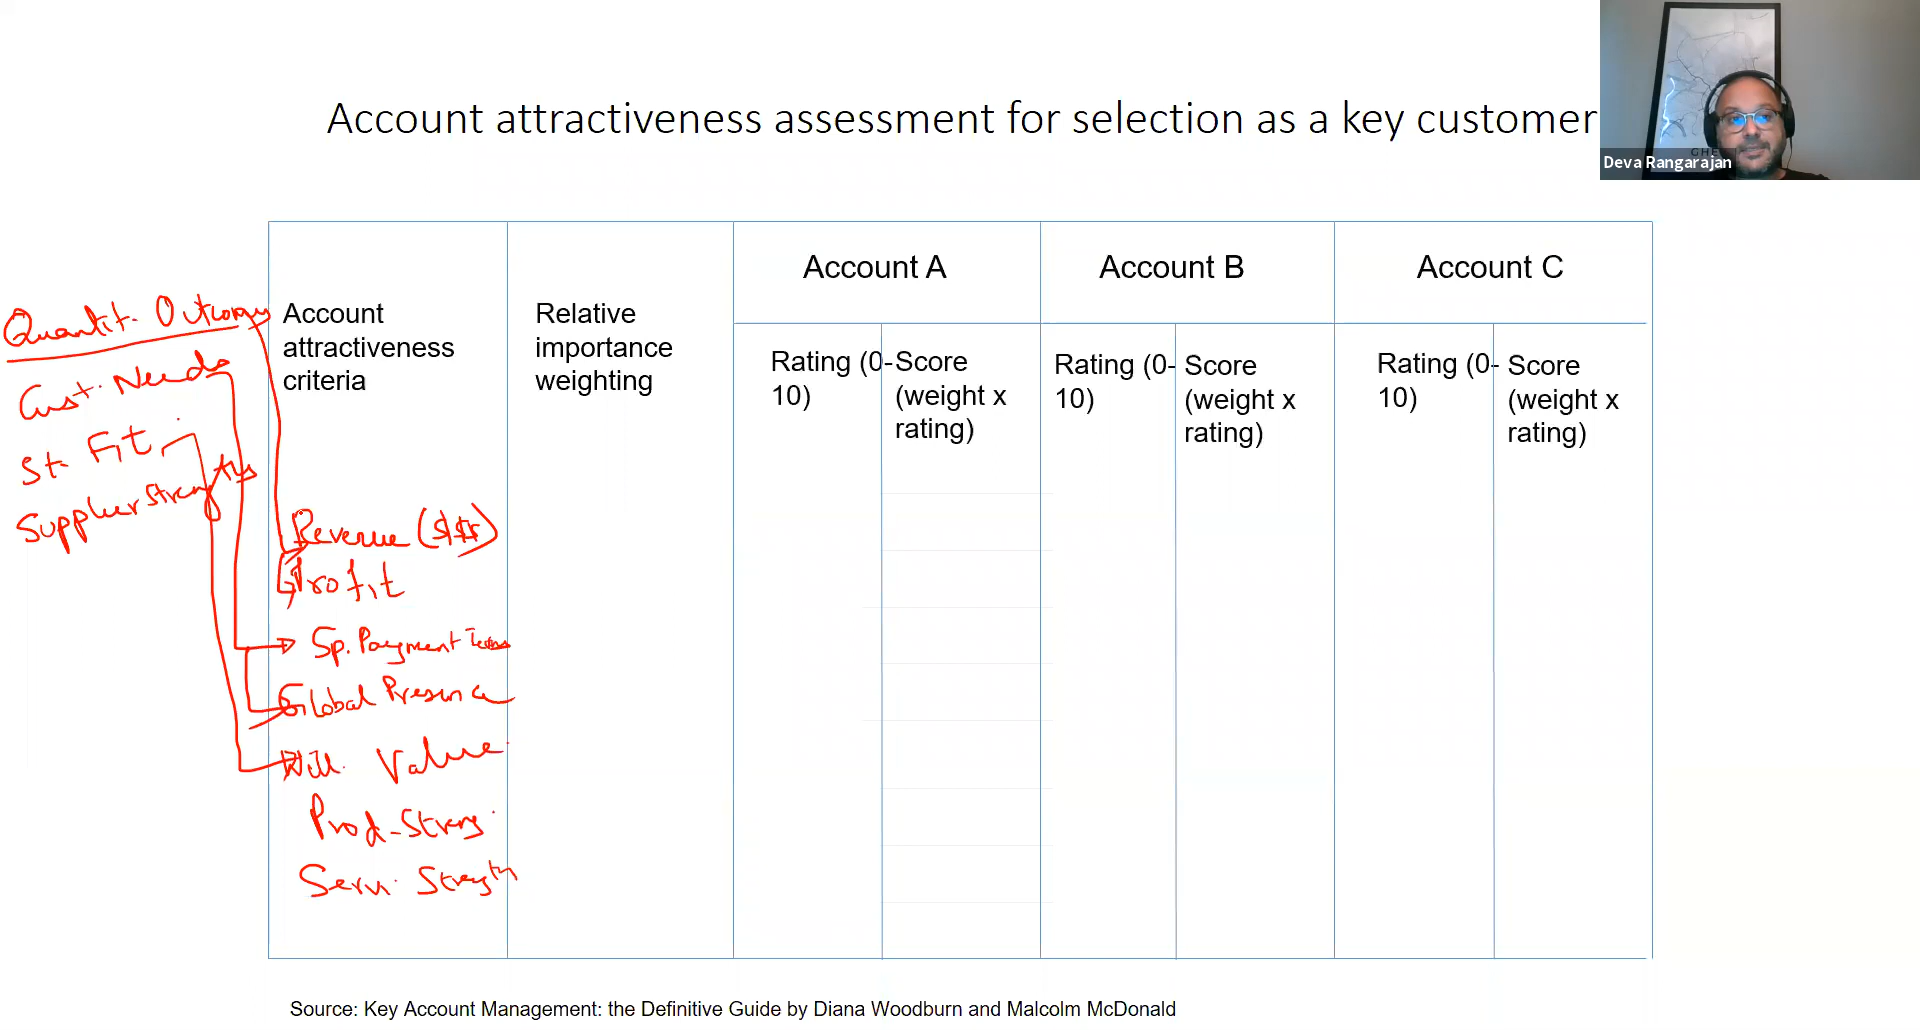 Account attractiveness assessment for selection as a key customer
Deva Rangarajan
Account A
Account B
Account C
Account
attractiveness
criteria
Relative
importance
weighting
Rating (0-
10)
Score
(weight x
rating)
Rating (0-
10)
Score
(weight x
rating)
Rating (0-
10)
Score
(weight x
rating)
Quantit. Outcomes
Cust. Needs
St. Fit
Supplier Strengths
Revenue ($$$)
Profit
Sp. Payment Terms
Global Presence
Will. Value
Prod-Streng.
Serv. Strength
Source: Key Account Management: the Definitive Guide by Diana Woodburn and Malcolm McDonald